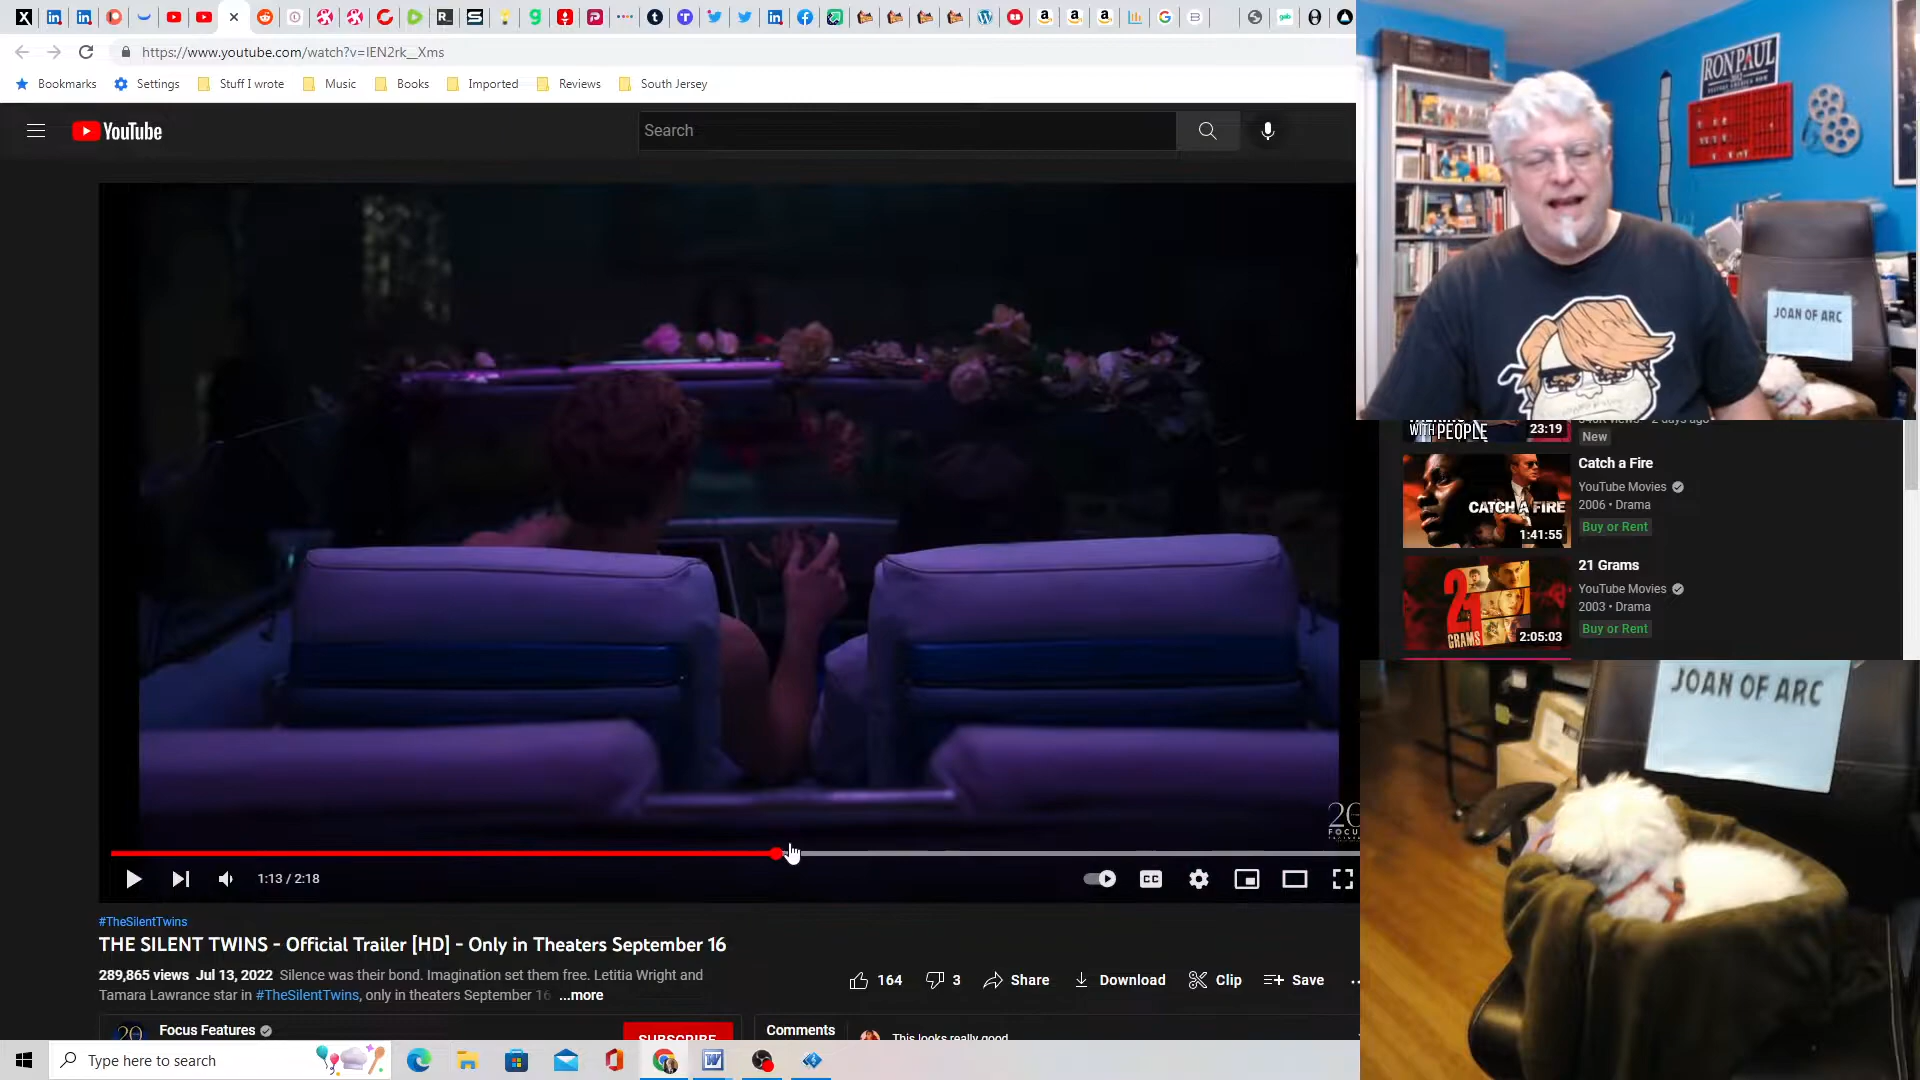 https://www.youtube.com/watch?v=IEN2rk__Xms
Bookmarks
Settings
Stuff I wrote
Music
Books
Imported
Reviews
South Jersey
YouTube
Search
RON PAUL
JOAN OF ARC
WITH PEOPLE
23:19
New
Catch a Fire
YouTube Movies
2006 • Drama
Buy or Rent
CATCH A FIRE
1:41:55
21 Grams
YouTube Movies
2003 • Drama
Buy or Rent
21
GRAMS
2:05:03
JOAN OF ARC
20
FOCUS
1:13 / 2:18
CC
#TheSilentTwins
THE SILENT TWINS - Official Trailer [HD] - Only in Theaters September 16
289,865 views Jul 13, 2022 Silence was their bond. Imagination set them free. Letitia Wright and
Tamara Lawrance star in #TheSilentTwins, only in theaters September 16 ...more
164
3
Share
Download
Clip
Save
20
Focus Features
SUBSCRIBE
Comments
This looks really good
Type here to search